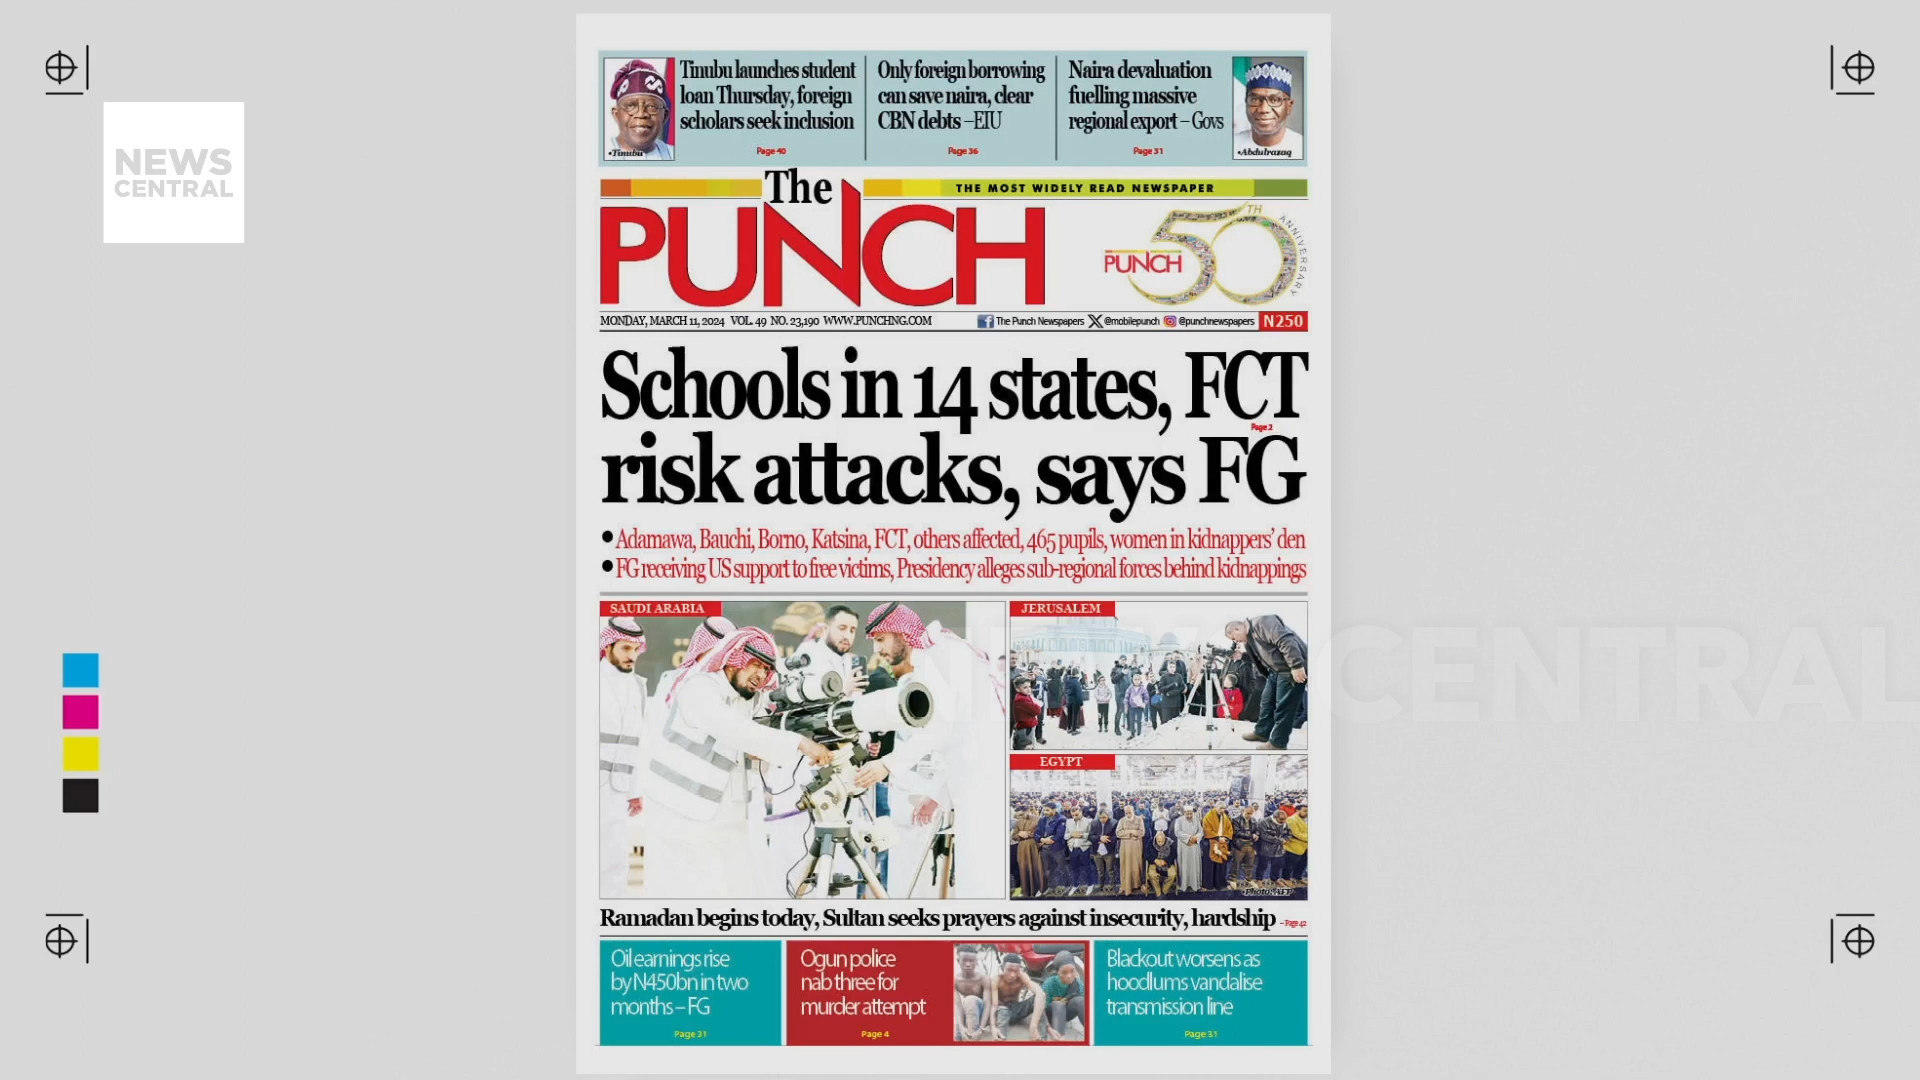 NEWS
CENTRAL
Tinubu launches student
loan Thursday, foreign
scholars seek inclusion
Page 40
•Tinubu
Only foreign borrowing
can save naira, clear
CBN debts –EIU
Page 36
Naira devaluation
fuelling massive
regional export – Govs
Page 31
•Abdulrazaq
The
PUNCH
THE MOST WIDELY READ NEWSPAPER
PUNCH 50TH ANNIVERSARY
MONDAY, MARCH 11, 2024 VOL. 49 NO. 23,190 WWW.PUNCHNG.COM
The Punch Newspapers @mobilepunch @punchnewspapers N250
Schools in 14 states, FCT
Page 2
risk attacks, says FG
•Adamawa, Bauchi, Borno, Katsina, FCT, others affected, 465 pupils, women in kidnappers’ den
•FG receiving US support to free victims, Presidency alleges sub-regional forces behind kidnappings
SAUDI ARABIA
JERUSALEM
EGYPT
•Photo: AFP
NEWS CENTRAL
Ramadan begins today, Sultan seeks prayers against insecurity, hardship – Page 42
Oil earnings rise
by N450bn in two
months – FG
Page 31
Ogun police
nab three for
murder attempt
Page 4
Blackout worsens as
hoodlums vandalise
transmission line
Page 31